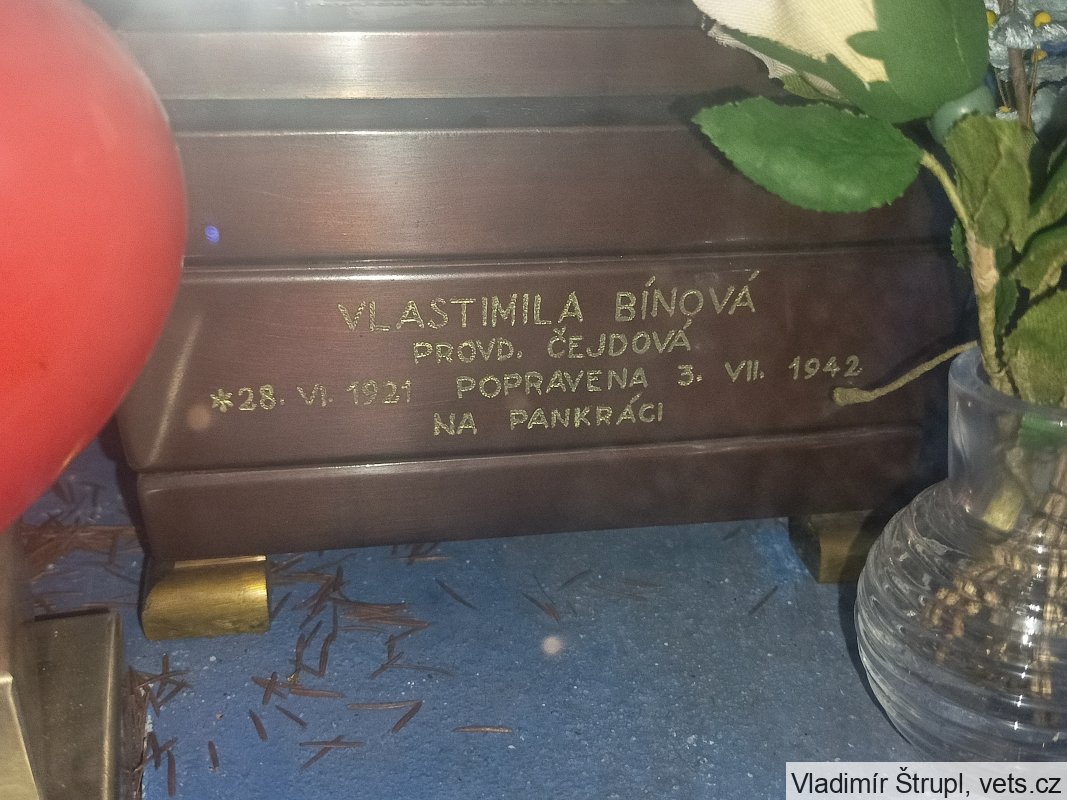 VLASTIMILA BÍNOVÁ
PROVD. ČEJDOVÁ
*28. VI. 1921 POPRAVENA 3. VII. 1942
NA PANKRÁCI
Vladimír Štrupl, vets.cz